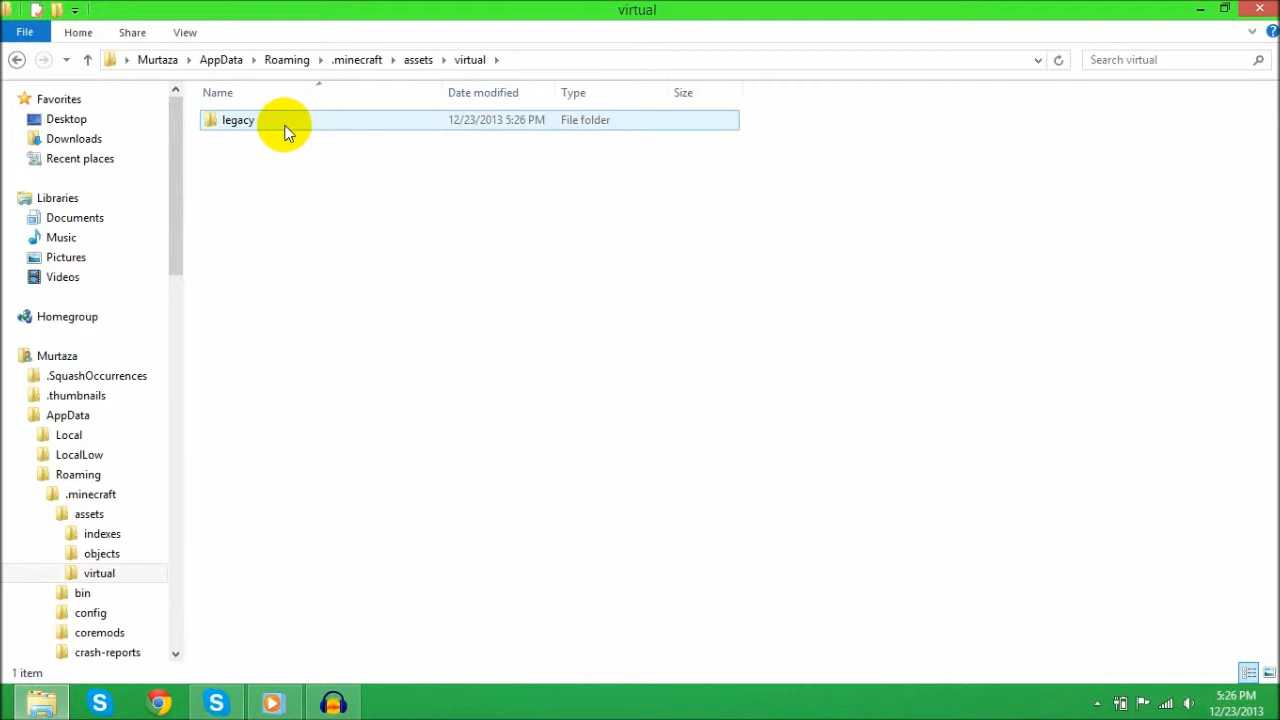 virtual
File Home Share View
Murtaza AppData Roaming .minecraft assets virtual Search virtual
Name Date modified Type Size
legacy 12/23/2013 5:26 PM File folder
Favorites
Desktop
Downloads
Recent places
Libraries
Documents
Music
Pictures
Videos
Homegroup
Murtaza
.SquashOccurrences
.thumbnails
AppData
Local
LocalLow
Roaming
.minecraft
assets
indexes
objects
virtual
bin
config
coremods
crash-reports
1 item
5:26 PM
12/23/2013